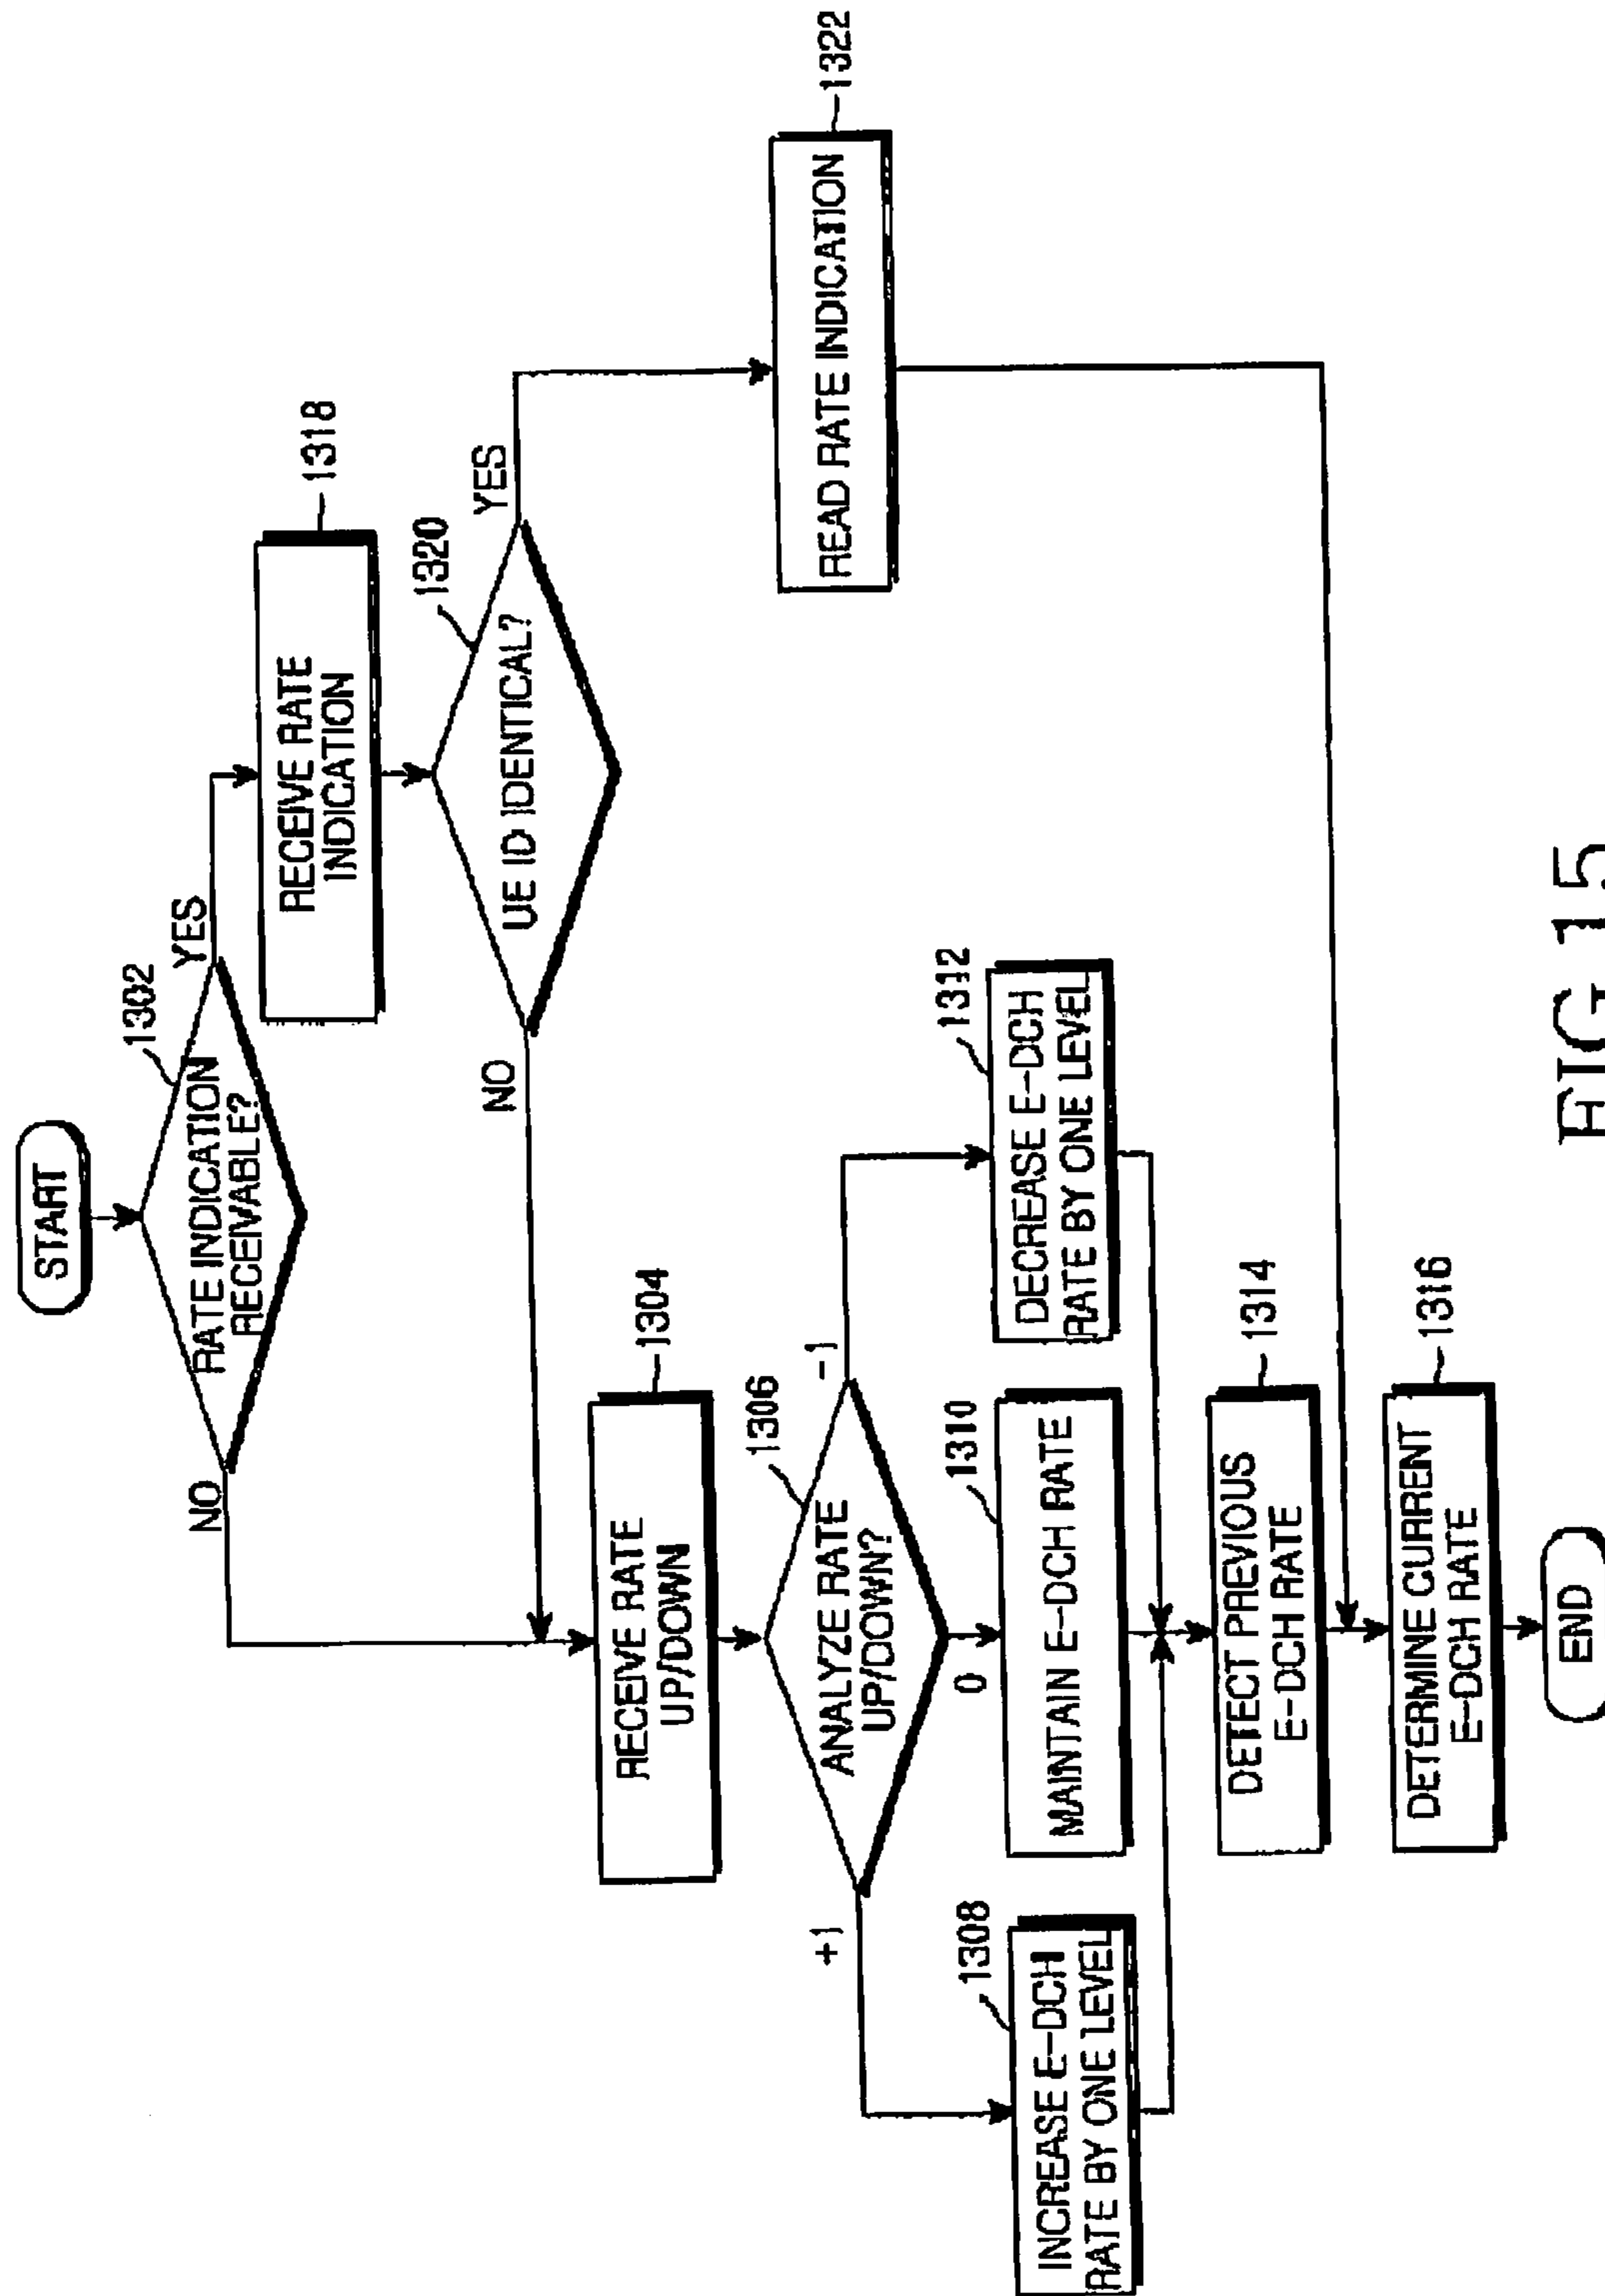 START
1302
RATE INDICATION
RECEIVABLE?
NO
YES
RECEIVE RATE
INDICATION
1318
1320
UE ID IDENTICAL?
NO
YES
RECEIVE RATE
UP/DOWN
1304
READ RATE INDICATION
1322
1306
ANALYZE RATE
UP/DOWN?
+1
0
-1
1308
INCREASE E-DCH
RATE BY ONE LEVEL
1310
MAINTAIN E-DCH RATE
1312
DECREASE E-DCH
RATE BY ONE LEVEL
DETECT PREVIOUS
E-DCH RATE
1314
DETERMINE CURRENT
E-DCH RATE
1316
END
FIG.15